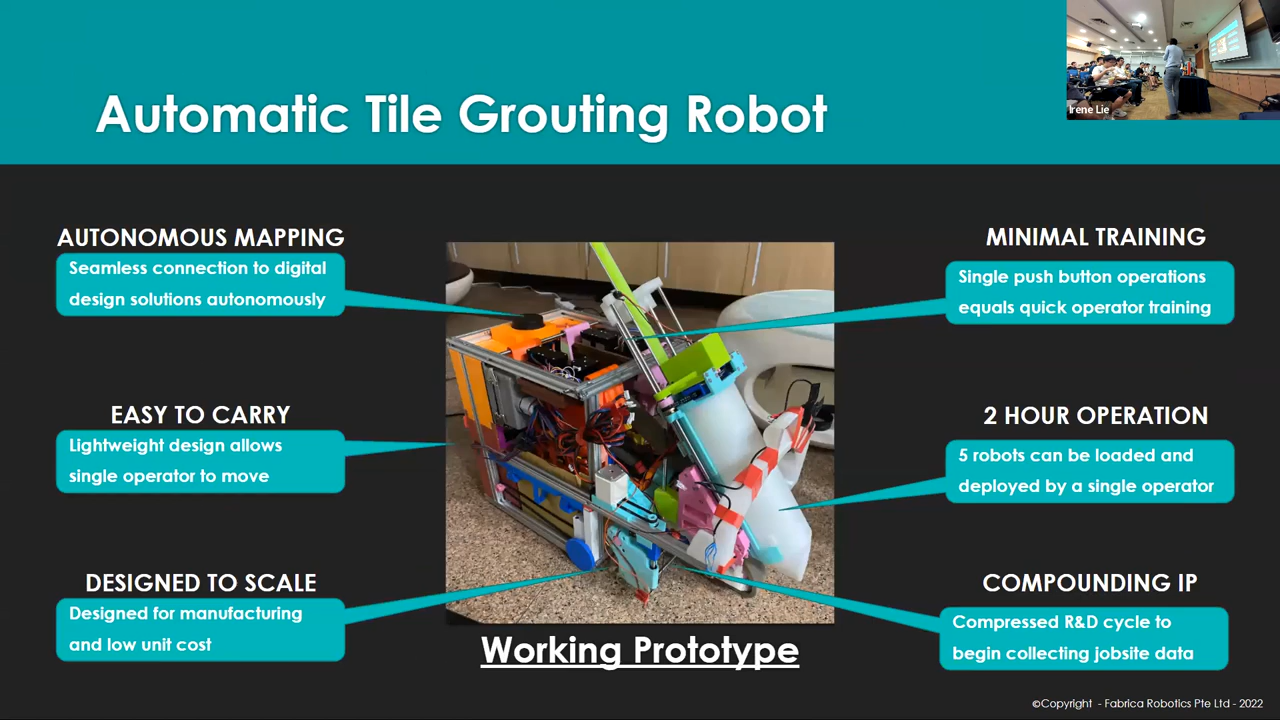 Automatic Tile Grouting Robot
Irene Lie
AUTONOMOUS MAPPING
Seamless connection to digital
design solutions autonomously
EASY TO CARRY
Lightweight design allows
single operator to move
DESIGNED TO SCALE
Designed for manufacturing
and low unit cost
Working Prototype
MINIMAL TRAINING
Single push button operations
equals quick operator training
2 HOUR OPERATION
5 robots can be loaded and
deployed by a single operator
COMPOUNDING IP
Compressed R&D cycle to
begin collecting jobsite data
©Copyright - Fabrica Robotics Pte Ltd - 2022